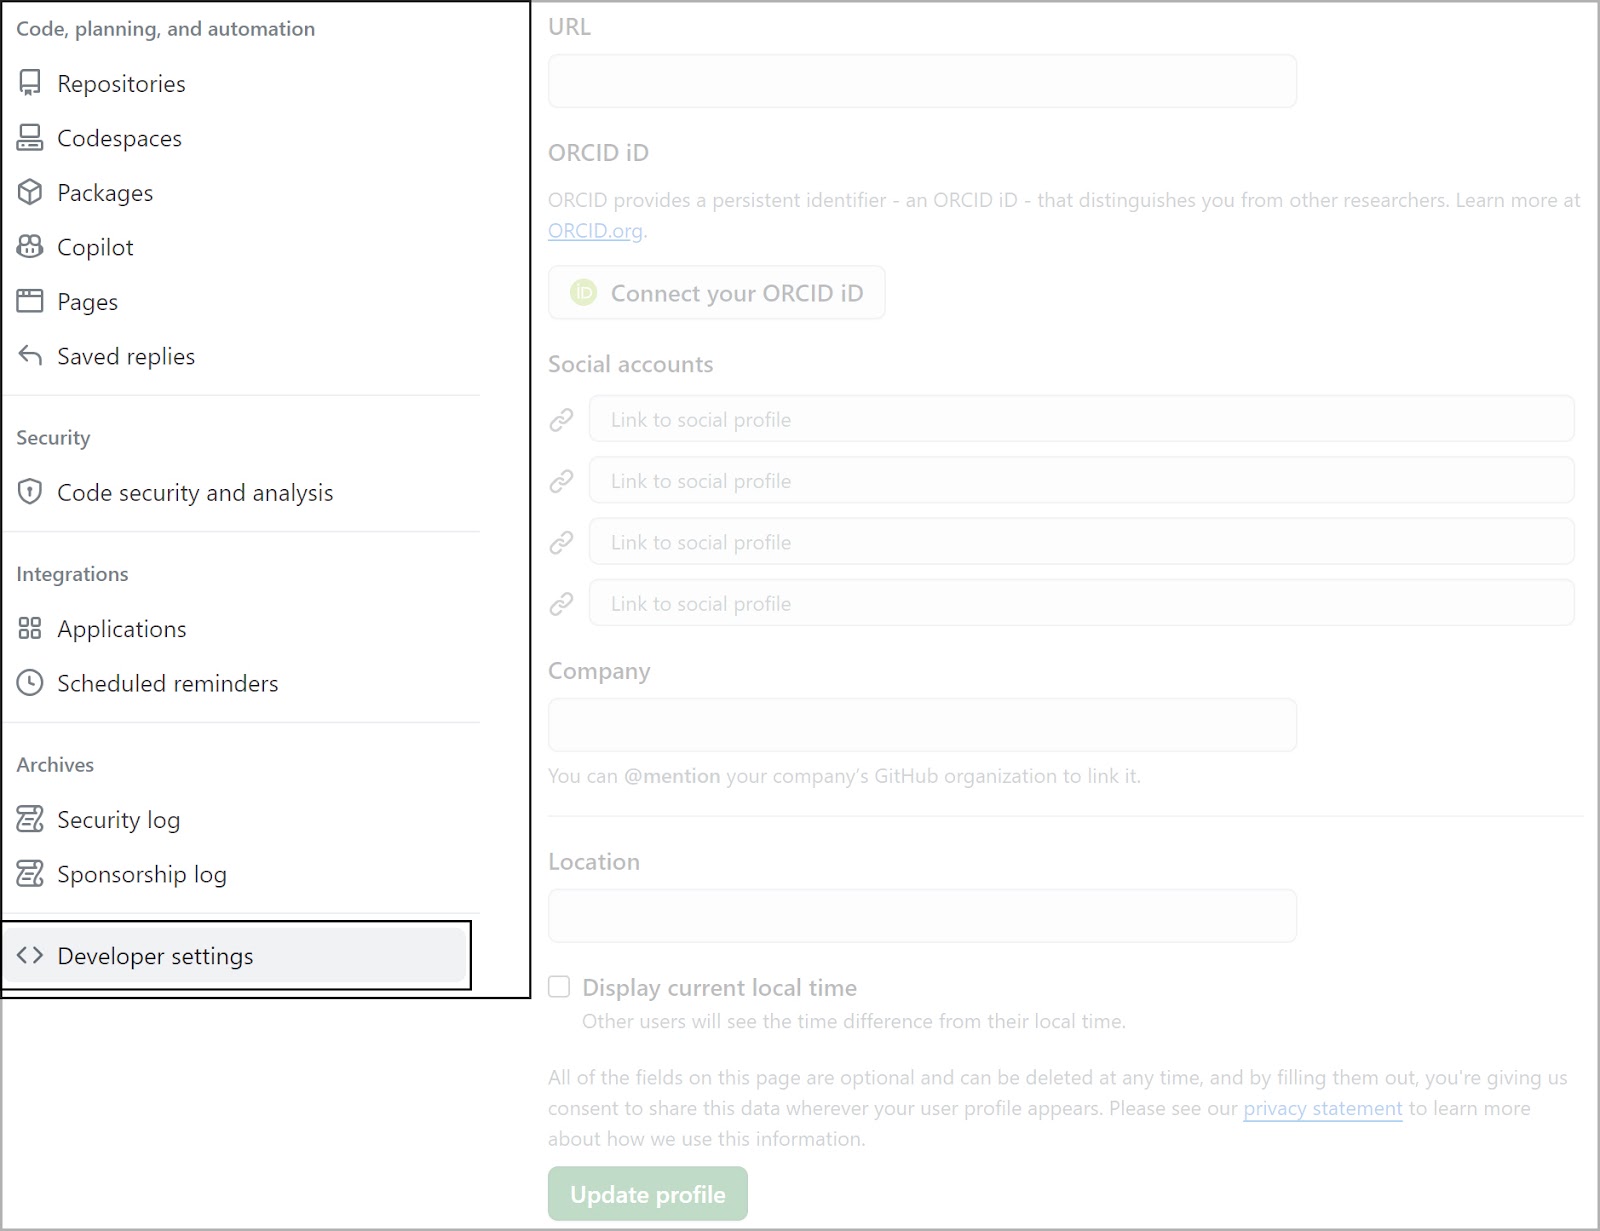 Code, planning, and automation
Repositories
Codespaces
Packages
Copilot
Pages
Saved replies
Security
Code security and analysis
Integrations
Applications
Scheduled reminders
Archives
Security log
Sponsorship log
Developer settings
URL
ORCID iD
ORCID provides a persistent identifier - an ORCID iD - that distinguishes you from other researchers. Learn more at
ORCID.org.
iD Connect your ORCID iD
Social accounts
Link to social profile
Link to social profile
Link to social profile
Link to social profile
Company
You can @mention your company's GitHub organization to link it.
Location
Display current local time
Other users will see the time difference from their local time.
All of the fields on this page are optional and can be deleted at any time, and by filling them out, you're giving us
consent to share this data wherever your user profile appears. Please see our privacy statement to learn more
about how we use this information.
Update profile